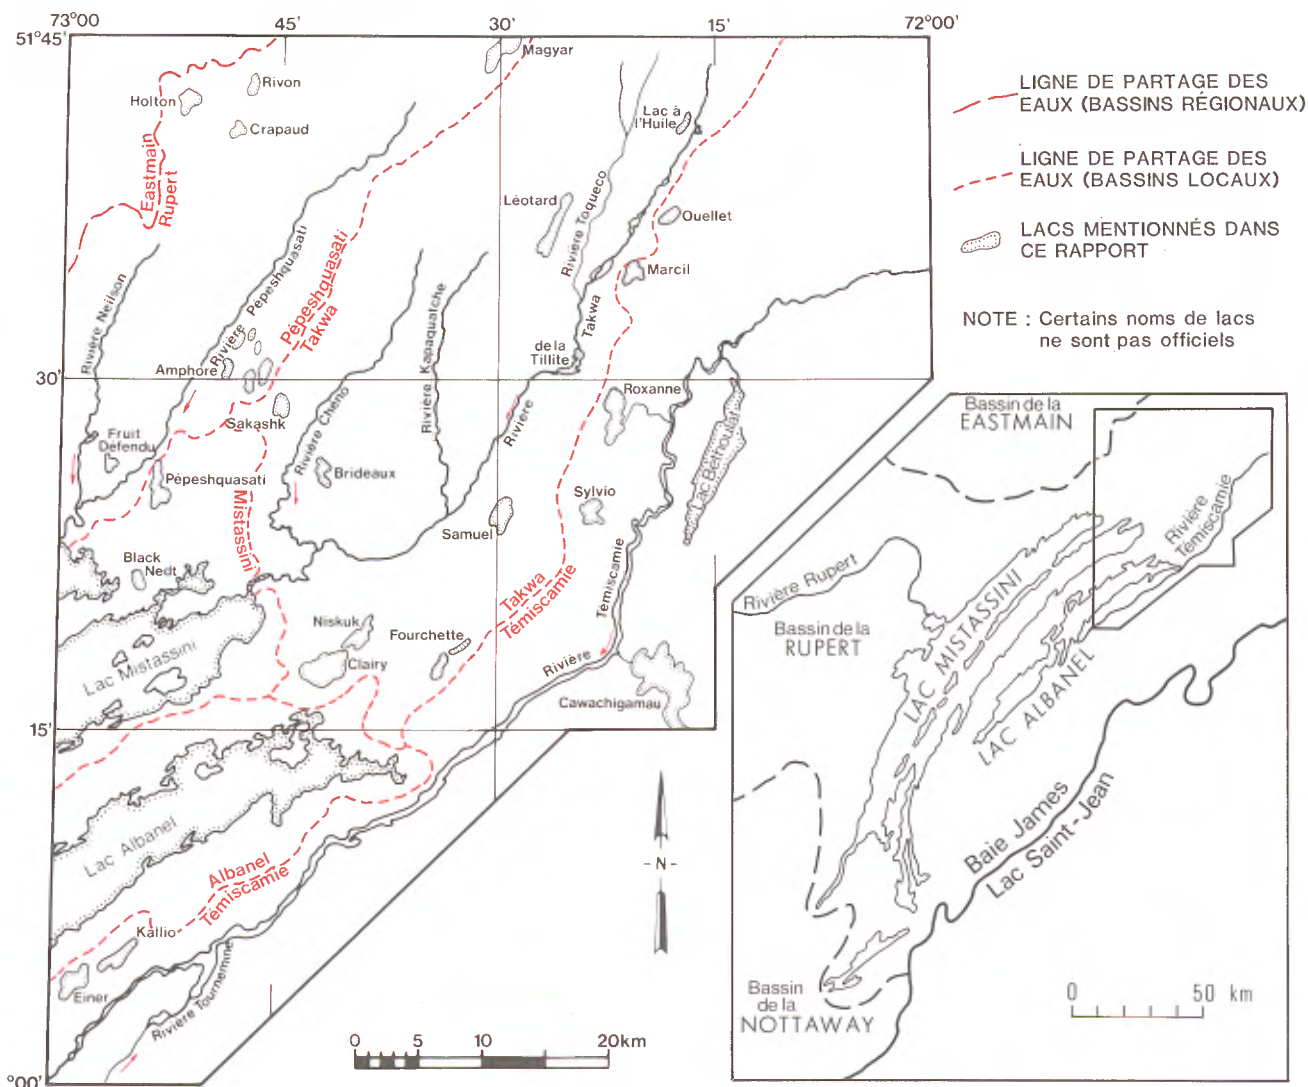 73°00'
45'
30'
15'
72°00'
51°45'
Magyar
Rivon
Holton
Crapaud
Lac à
l'Huile
Eastmain
Rupert
Léotard
Ouellet
Rivière Toqueco
Marcil
Rivière Neilson
Rivière Pépeshquasati
Pépeshquasati
Takwa
Rivière Kapaquatche
Takwa
de la
Tillite
Amphore
30'
Roxanne
Sakashk
Rivière Chéno
Rivière
Fruit
Défendu
Brideaux
Lac Béthoulat
Pépeshquasati
Mistassini
Sylvio
Samuel
Black
Nedt
Témiscamie
Takwa
Témiscamie
Niskuk
Fourchette
Clairy
Lac Mistassini
Rivière
Cawachigamau
15'
Lac Albanel
Albanel
Témiscamie
- N -
Kallio
Einer
Rivière Tournemine
0 5 10 20km
°00'
LIGNE DE PARTAGE DES
EAUX (BASSINS RÉGIONAUX)
LIGNE DE PARTAGE DES
EAUX (BASSINS LOCAUX)
LACS MENTIONNÉS DANS
CE RAPPORT
NOTE : Certains noms de lacs
ne sont pas officiels
Bassin de la
EASTMAIN
Rivière
Témiscamie
Rivière Rupert
Bassin de la
RUPERT
LAC MISTASSINI
LAC ALBANEL
Baie James
Lac Saint-Jean
Bassin
de la
NOTTAWAY
0 50 km